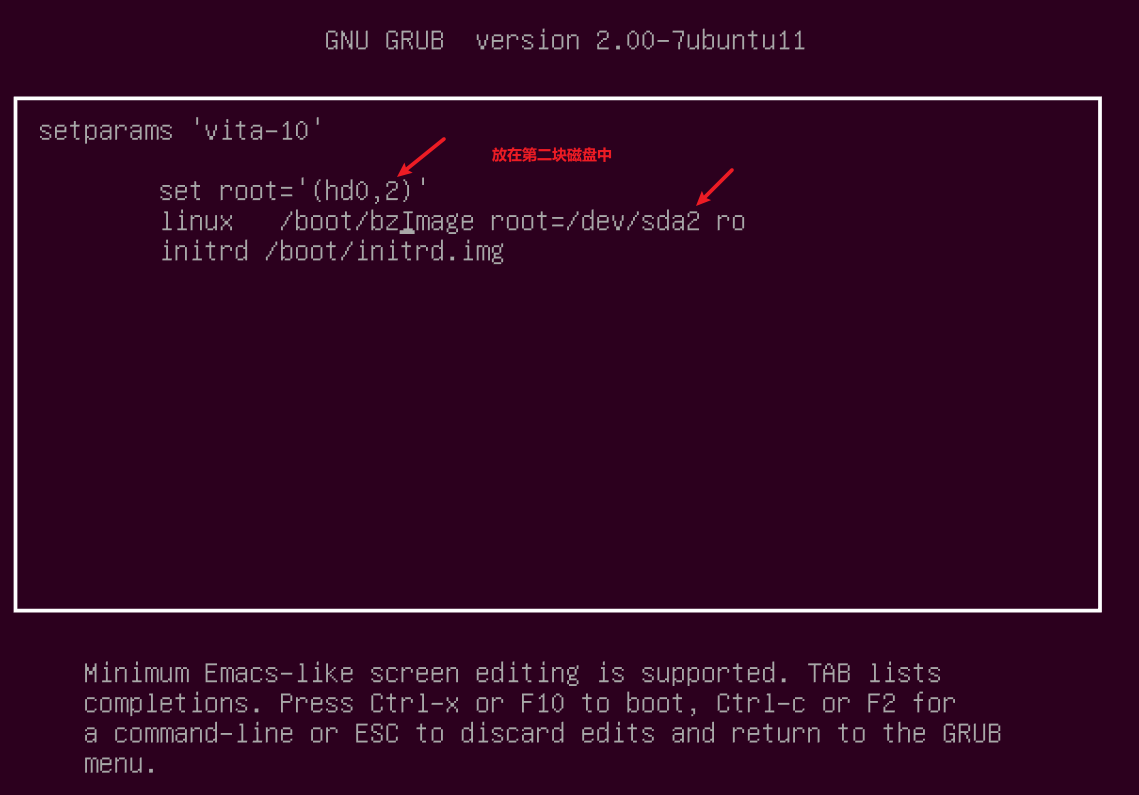 GNU GRUB  version 2.00-7ubuntu11
setparams 'vita-10'
放在第二块磁盘中
set root='(hd0,2)'
linux   /boot/bzImage root=/dev/sda2 ro
initrd /boot/initrd.img
Minimum Emacs-like screen editing is supported. TAB lists
completions. Press Ctrl-x or F10 to boot, Ctrl-c or F2 for
a command-line or ESC to discard edits and return to the GRUB
menu.